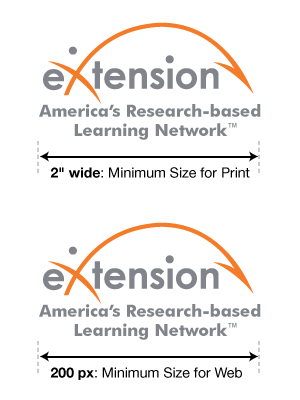 eXtension
America's Research-based
Learning Network™
2" wide: Minimum Size for Print
eXtension
America's Research-based
Learning Network™
200 px: Minimum Size for Web